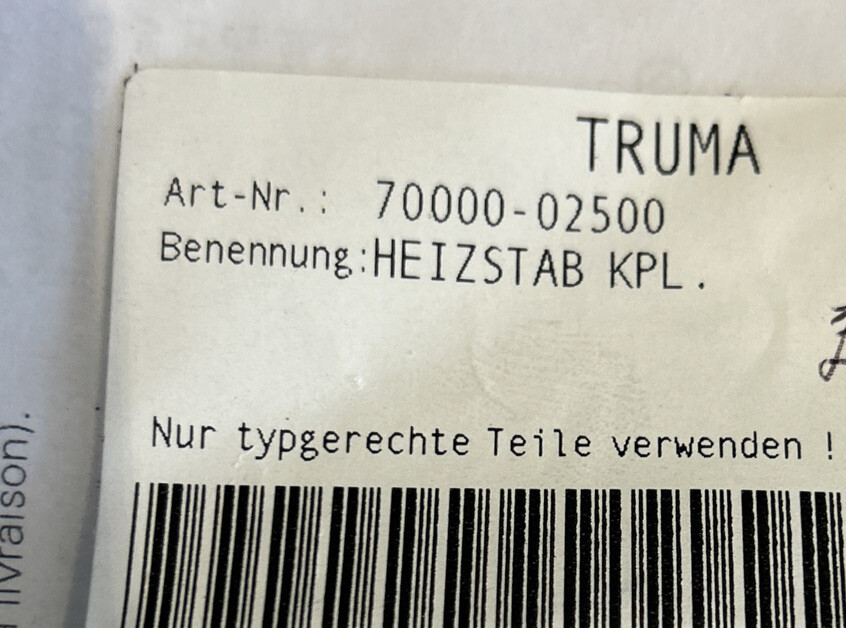 TRUMA
Art-Nr.: 70000-02500
Benennung:HEIZSTAB KPL.
Nur typgerechte Teile verwenden !
livraison).